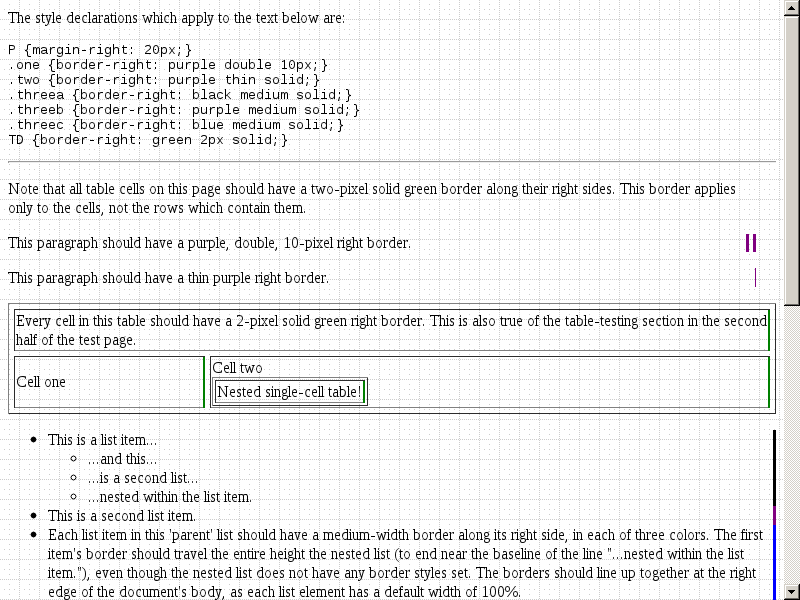 The style declarations which apply to the text below are:
P {margin-right: 20px;}
.one {border-right: purple double 10px;}
.two {border-right: purple thin solid;}
.threea {border-right: black medium solid;}
.threeb {border-right: purple medium solid;}
.threec {border-right: blue medium solid;}
TD {border-right: green 2px solid;}
Note that all table cells on this page should have a two-pixel solid green border along their right sides. This border applies
only to the cells, not the rows which contain them.
This paragraph should have a purple, double, 10-pixel right border.
This paragraph should have a thin purple right border.
Every cell in this table should have a 2-pixel solid green right border. This is also true of the table-testing section in the second
half of the test page.
Cell one
Cell two
Nested single-cell table!
This is a list item...
...and this...
...is a second list...
...nested within the list item.
This is a second list item.
Each list item in this 'parent' list should have a medium-width border along its right side, in each of three colors. The first
item's border should travel the entire height the nested list (to end near the baseline of the line "...nested within the list
item."), even though the nested list does not have any border styles set. The borders should line up together at the right
edge of the document's body, as each list element has a default width of 100%.